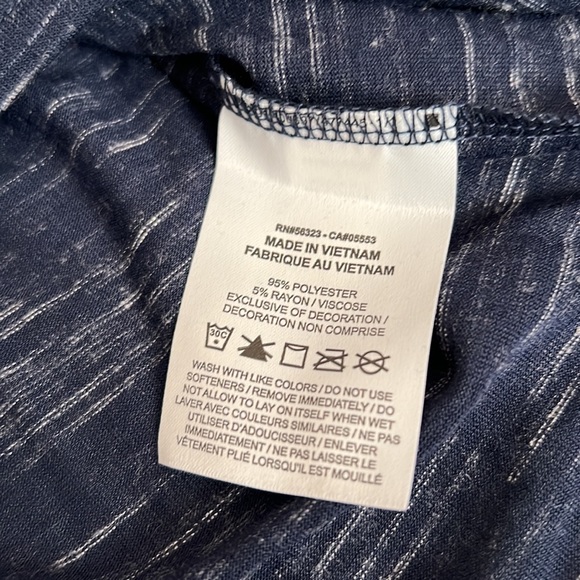 RN#56323 - CA#05553
MADE IN VIETNAM
FABRIQUE AU VIETNAM
95% POLYESTER
5% RAYON / VISCOSE
EXCLUSIVE OF DECORATION /
DECORATION NON COMPRISE
30C
WASH WITH LIKE COLORS / DO NOT USE
SOFTENERS / REMOVE IMMEDIATELY / DO
NOT ALLOW TO LAY ON ITSELF WHEN WET
LAVER AVEC COULEURS SIMILAIRES / NE PAS
UTILISER D'ADOUCISSEUR / ENLEVER
IMMÉDIATEMENT / NE PAS LAISSER LE
VÊTEMENT PLIÉ LORSQU'IL EST MOUILLÉ